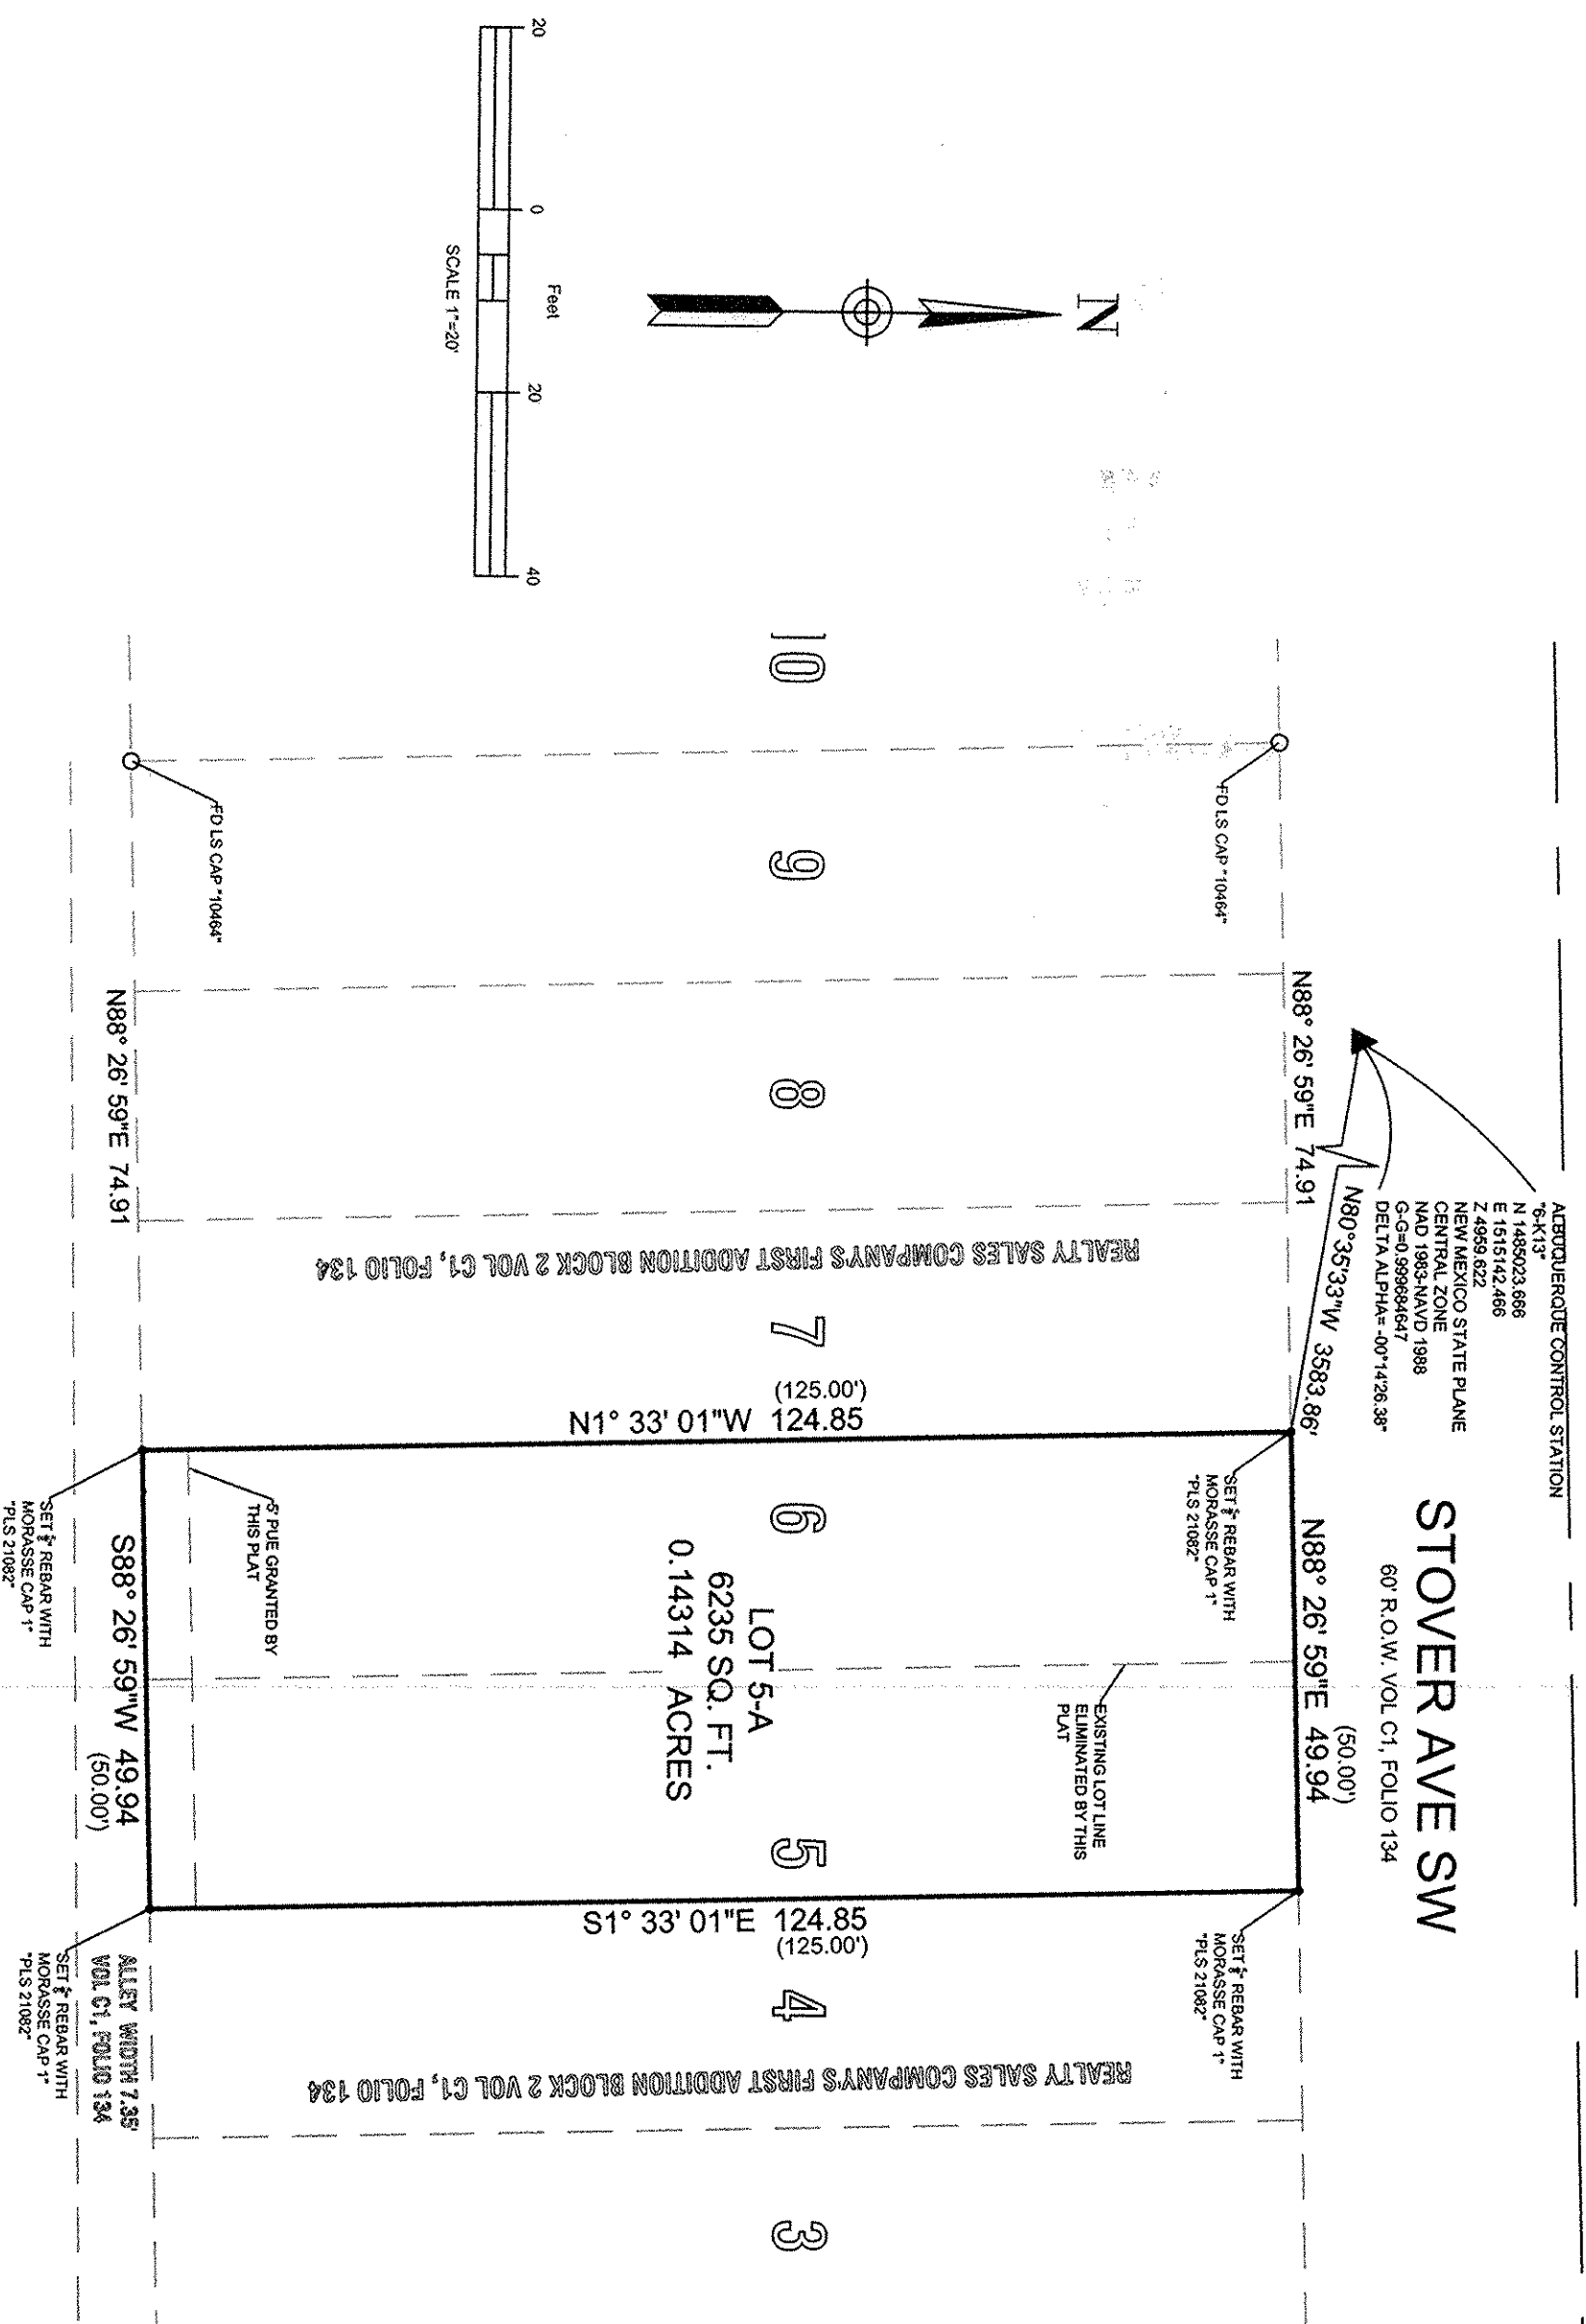 ALBUQUERQUE CONTROL STATION
"6-K13"
N 1485023.666
E 1515142.466
Z 4959.622
NEW MEXICO STATE PLANE
CENTRAL ZONE
NAD 1983-NAVD 1988
G-G=0.999684647
DELTA ALPHA= -00°14'26.38"
STOVER AVE SW
60' R.O.W. VOL C1, FOLIO 134
N80°35'33"W 3583.86'
N88° 26' 59"E 74.91
(50.00')
N88° 26' 59"E 49.94
FD LS CAP "10464"
SET 5/8" REBAR WITH
MORASSE CAP 1"
"PLS 21082"
SET 5/8" REBAR WITH
MORASSE CAP 1"
"PLS 21082"
EXISTING LOT LINE
ELIMINATED BY THIS
PLAT
N
20
0
20
40
Feet
SCALE 1"=20'
10
9
8
7
6
5
4
3
REALTY SALES COMPANY'S FIRST ADDITION BLOCK 2 VOL C1, FOLIO 134
(125.00')
N1° 33' 01"W 124.85
LOT 5-A
6235 SQ. FT.
0.14314 ACRES
S1° 33' 01"E 124.85
(125.00')
REALTY SALES COMPANY'S FIRST ADDITION BLOCK 2 VOL C1, FOLIO 134
FD LS CAP "10464"
5' PUE GRANTED BY
THIS PLAT
N88° 26' 59"E 74.91
S88° 26' 59"W 49.94
(50.00')
ALLEY WIDTH 7.35'
VOL C1, FOLIO 134
SET 5/8" REBAR WITH
MORASSE CAP 1"
"PLS 21082"
SET 5/8" REBAR WITH
MORASSE CAP 1"
"PLS 21082"